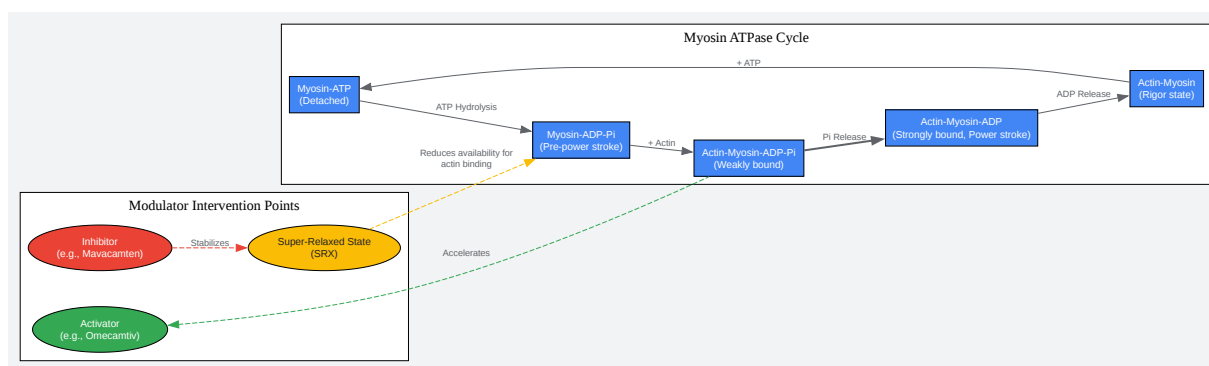 Myosin ATPase Cycle
+ ATP
Myosin-ATP
(Detached)
ATP Hydrolysis
Myosin-ADP-Pi
(Pre-power stroke)
+ Actin
Actin-Myosin-ADP-Pi
(Weakly bound)
Pi Release
Actin-Myosin-ADP
(Strongly bound, Power stroke)
ADP Release
Actin-Myosin
(Rigor state)
Reduces availability for
actin binding
Modulator Intervention Points
Inhibitor
(e.g., Mavacamten)
Stabilizes
Super-Relaxed State
(SRX)
Accelerates
Activator
(e.g., Omecamtiv)